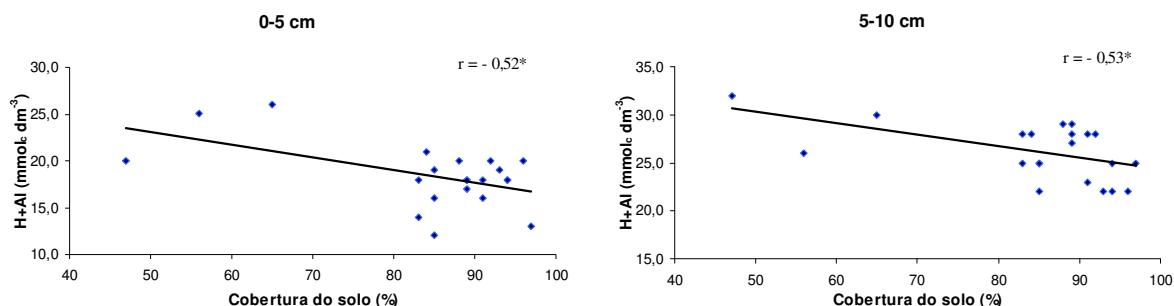 0-5 cm
r = - 0,52*
H+Al (mmolc dm-3)
30,0
25,0
20,0
15,0
10,0
40 50 60 70 80 90 100
Cobertura do solo (%)
5-10 cm
r = - 0,53*
H+Al (mmolc dm-3)
35,0
30,0
25,0
20,0
15,0
40 50 60 70 80 90 100
Cobertura do solo (%)